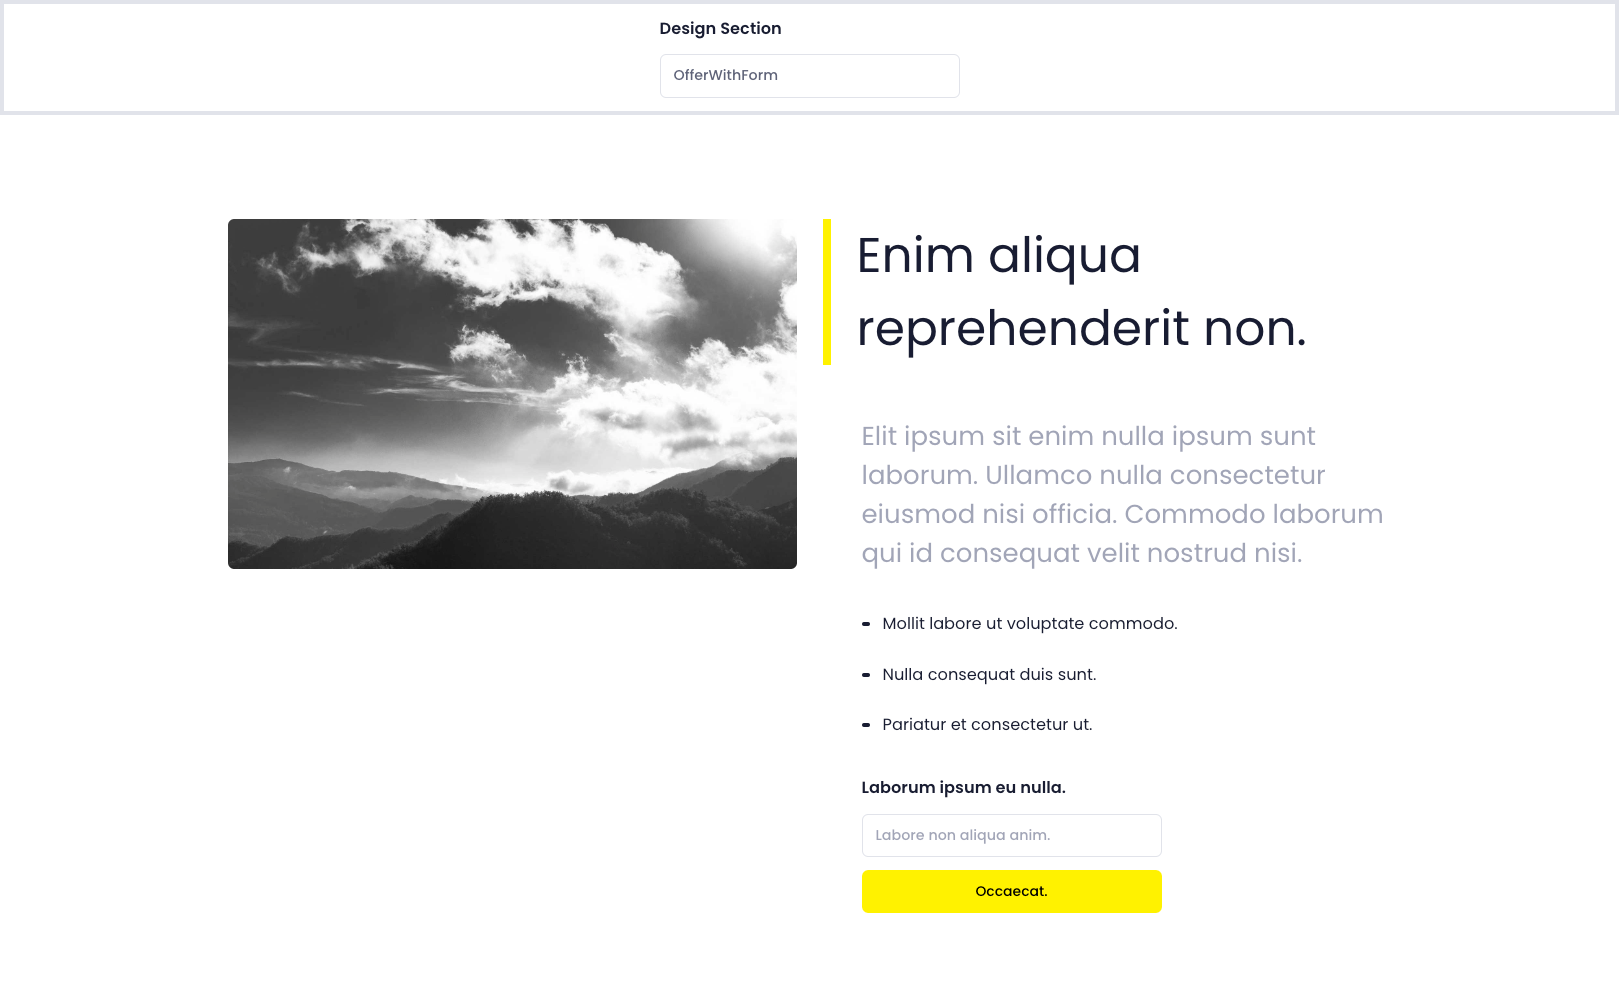 Design Section
OfferWithForm
Enim aliqua
reprehenderit non.
Elit ipsum sit enim nulla ipsum sunt
laborum. Ullamco nulla consectetur
eiusmod nisi officia. Commodo laborum
qui id consequat velit nostrud nisi.
Mollit labore ut voluptate commodo.
Nulla consequat duis sunt.
Pariatur et consectetur ut.
Laborum ipsum eu nulla.
Labore non aliqua anim.
Occaecat.